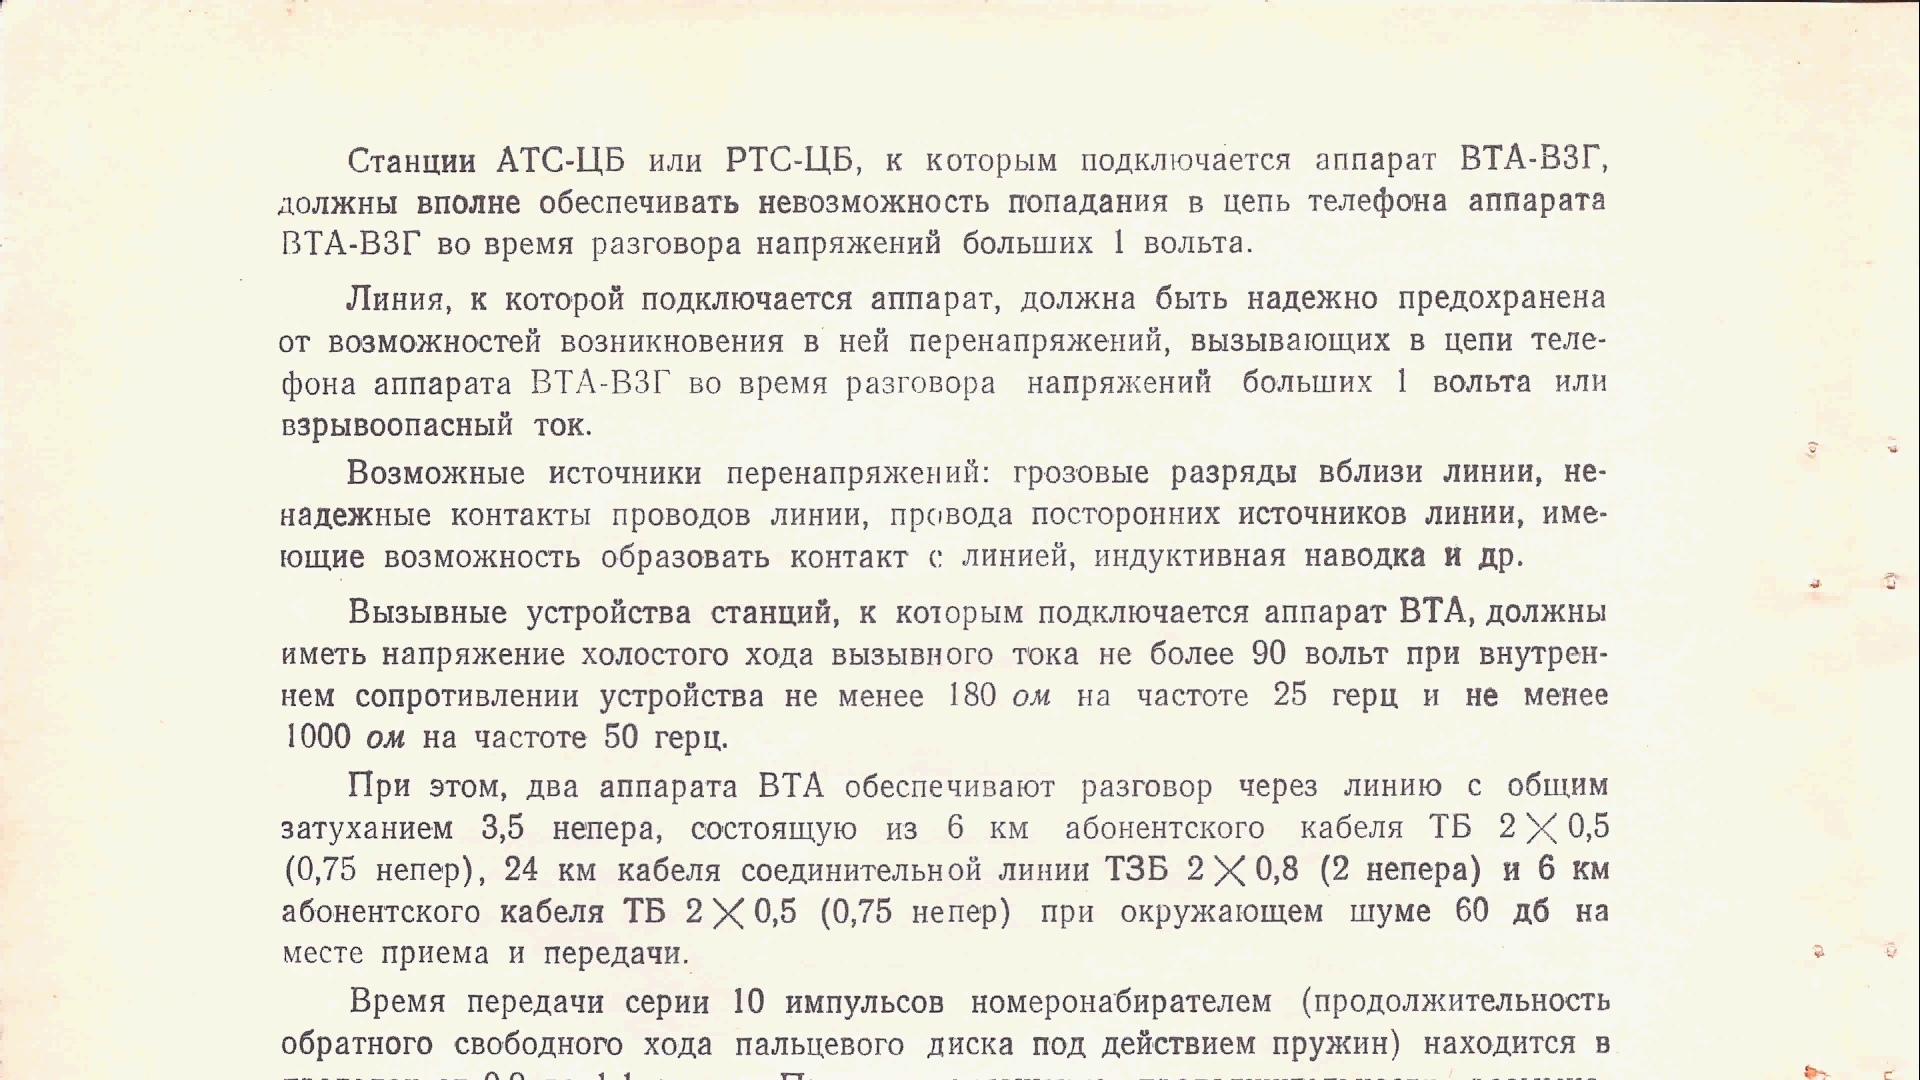 Станции АТС-ЦБ или РТС-ЦБ, к которым подключается аппарат ВТА-ВЗГ,
должны вполне обеспечивать невозможность попадания в цепь телефона аппарата
ВТА-ВЗГ во время разговора напряжений больших 1 вольта.
Линия, к которой подключается аппарат, должна быть надежно предохранена
от возможностей возникновения в ней перенапряжений, вызывающих в цепи теле-
фона аппарата ВТА-ВЗГ во время разговора напряжений больших 1 вольта или
взрывоопасный ток.
Возможные источники перенапряжений: грозовые разряды вблизи линии, не-
надежные контакты проводов линии, провода посторонних источников линии, име-
ющие возможность образовать контакт с линией, индуктивная наводка и др.
Вызывные устройства станций, к которым подключается аппарат ВТА, должны
иметь напряжение холостого хода вызывного тока не более 90 вольт при внутрен-
нем сопротивлении устройства не менее 180 ом на частоте 25 герц и не менее
1000 ом на частоте 50 герц.
При этом, два аппарата ВТА обеспечивают разговор через линию с общим
затуханием 3,5 непера, состоящую из 6 км абонентского кабеля ТБ 2×0,5
(0,75 непер), 24 км кабеля соединительной линии ТЗБ 2×0,8 (2 непера) и 6 км
абонентского кабеля ТБ 2×0,5 (0,75 непер) при окружающем шуме 60 дб на
месте приема и передачи.
Время передачи серии 10 импульсов номеронабирателем (продолжительность
обратного свободного хода пальцевого диска под действием пружин) находится в